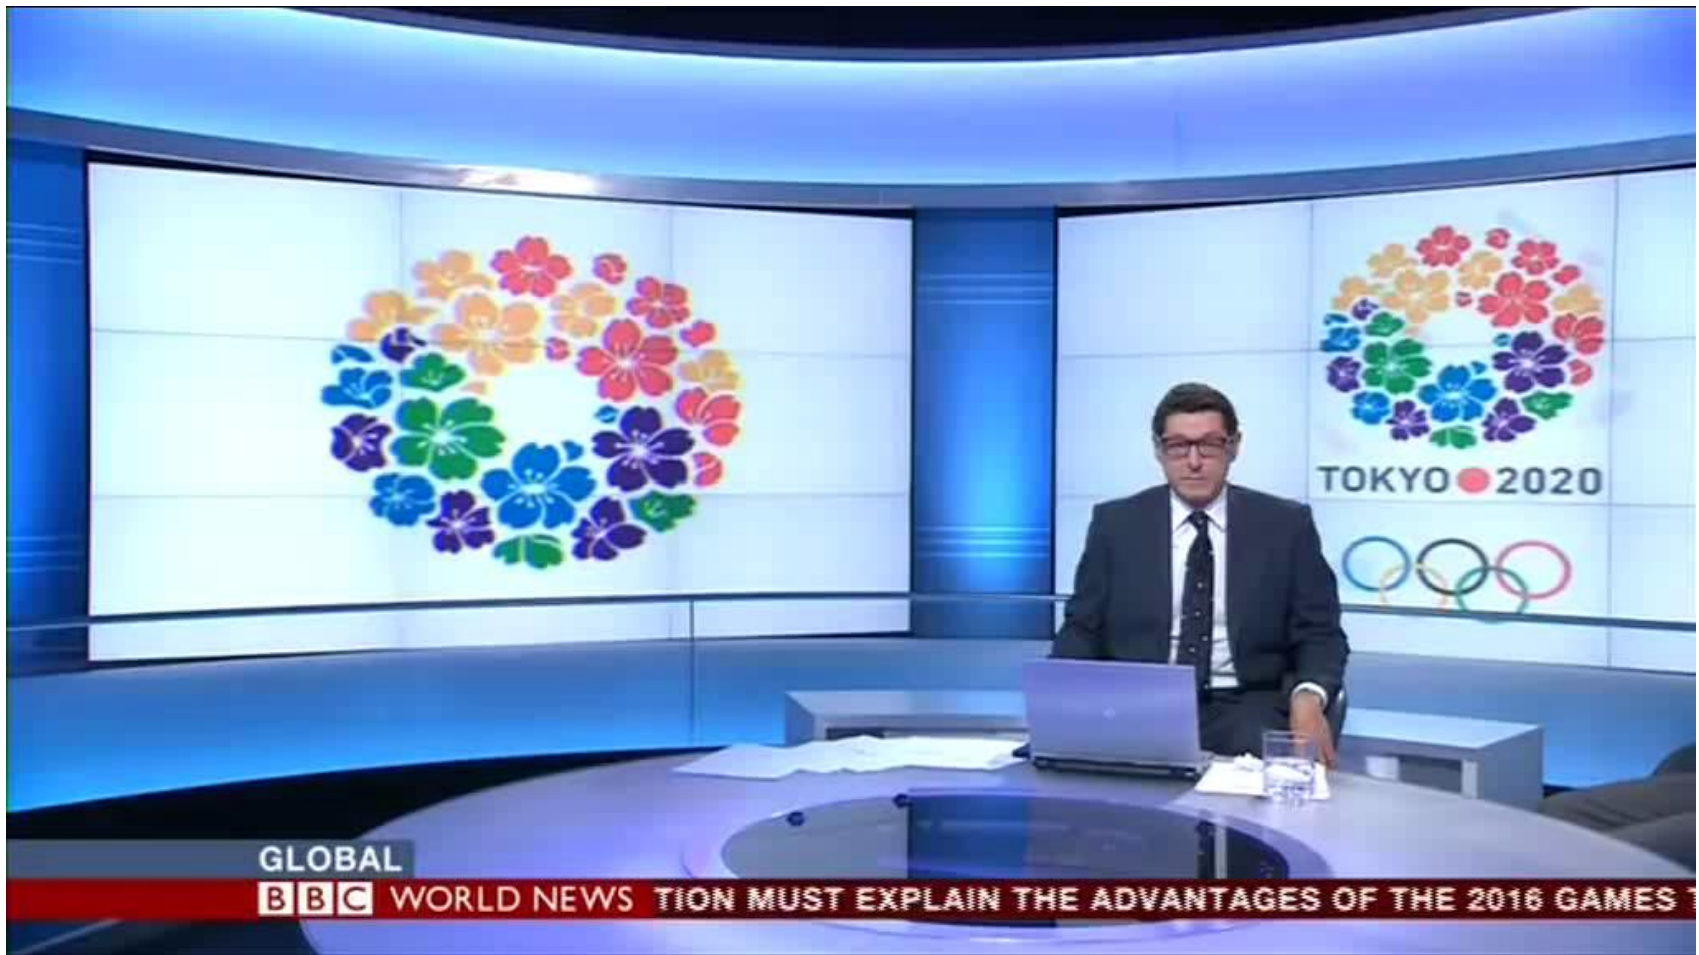 TOKYO 2020
GLOBAL
BBC WORLD NEWS TION MUST EXPLAIN THE ADVANTAGES OF THE 2016 GAMES